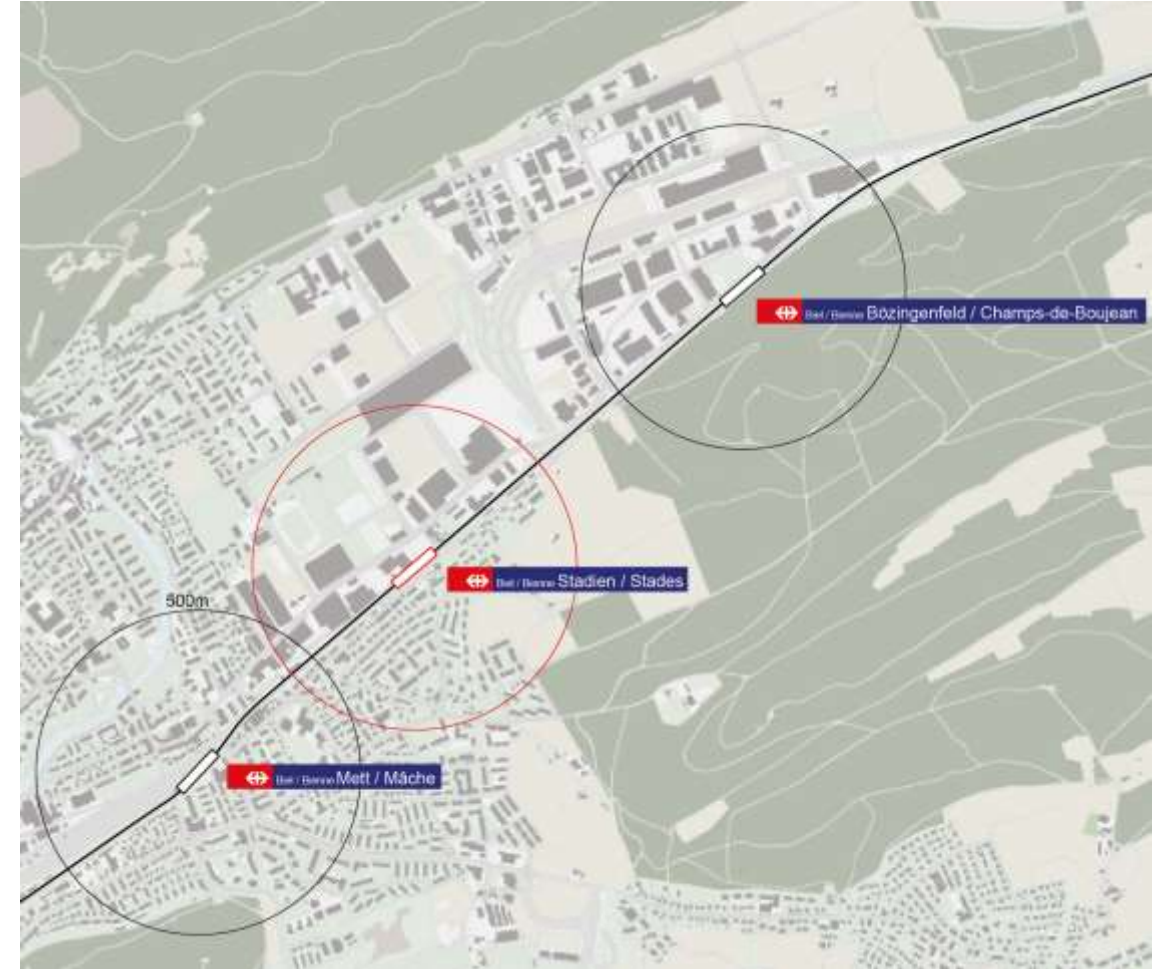 Biel / Bienne Bözingenfeld / Champs-de-Boujean
Biel / Bienne Stadien / Stades
500m
Biel / Bienne Mett / Mâche